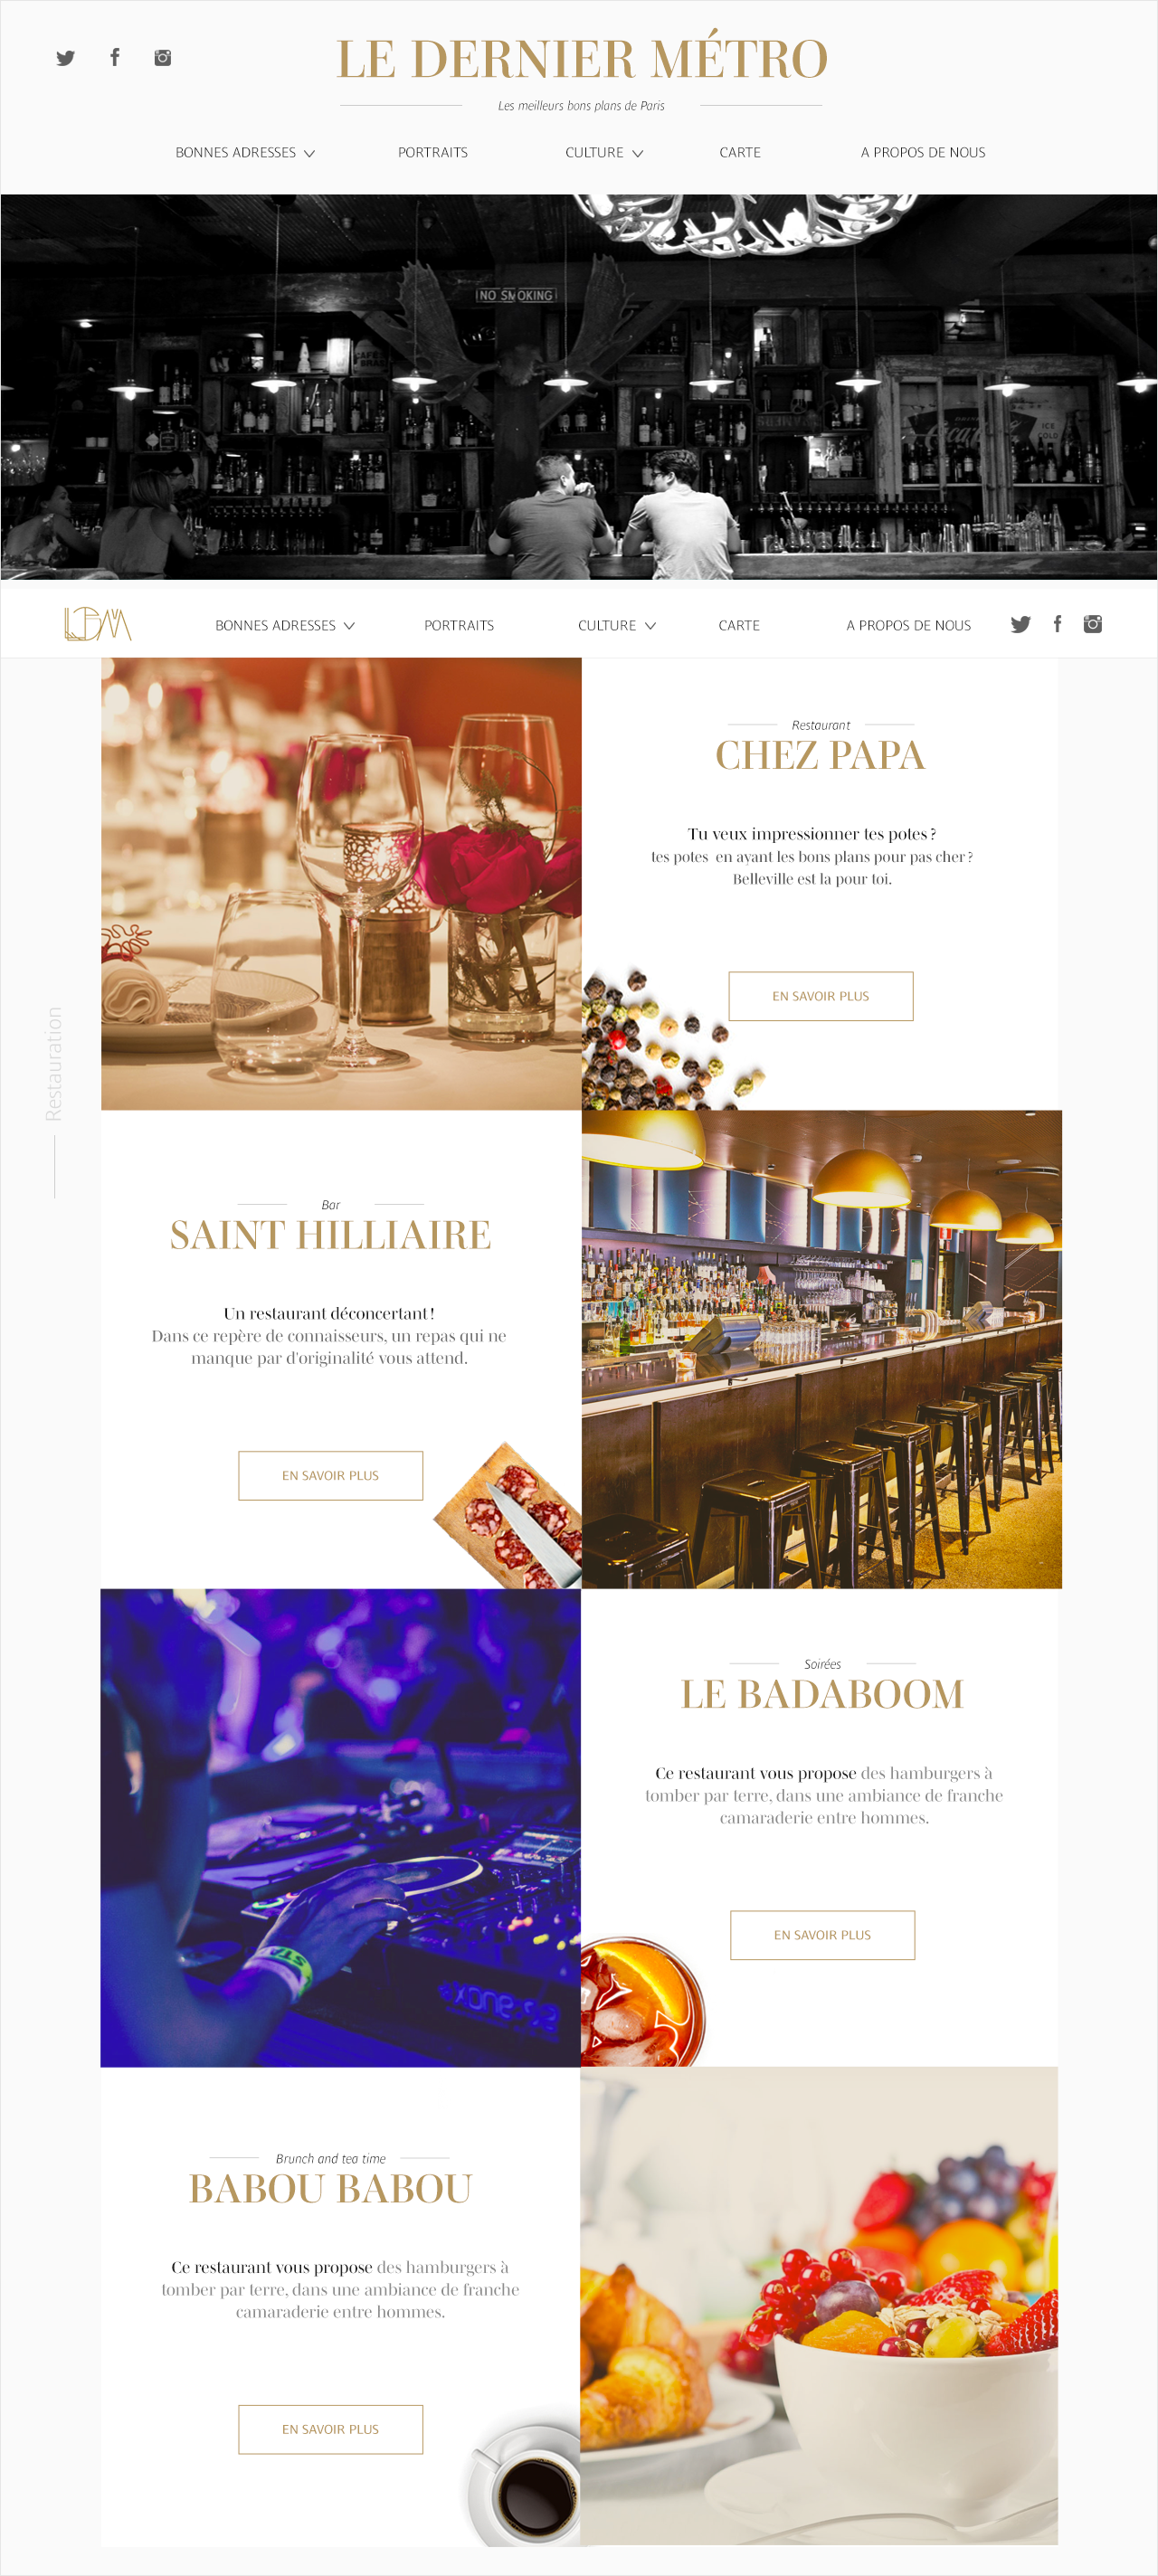 LE DERNIER MÉTRO
Les meilleurs bons plans de Paris
BONNES ADRESSES PORTRAITS CULTURE CARTE A PROPOS DE NOUS
NO SMOKING
ICE
COLD
LDM
BONNES ADRESSES PORTRAITS CULTURE CARTE A PROPOS DE NOUS
Restauration
Restaurant
CHEZ PAPA
Tu veux impressionner tes potes ?
tes potes en ayant les bons plans pour pas cher ?
Belleville est la pour toi.
EN SAVOIR PLUS
Bar
SAINT HILLIAIRE
Un restaurant déconcertant !
Dans ce repère de connaisseurs, un repas qui ne
manque par d'originalité vous attend.
EN SAVOIR PLUS
Soirées
LE BADABOOM
Ce restaurant vous propose des hamburgers à
tomber par terre, dans une ambiance de franche
camaraderie entre hommes.
EN SAVOIR PLUS
Brunch and tea time
BABOU BABOU
Ce restaurant vous propose des hamburgers à
tomber par terre, dans une ambiance de franche
camaraderie entre hommes.
EN SAVOIR PLUS